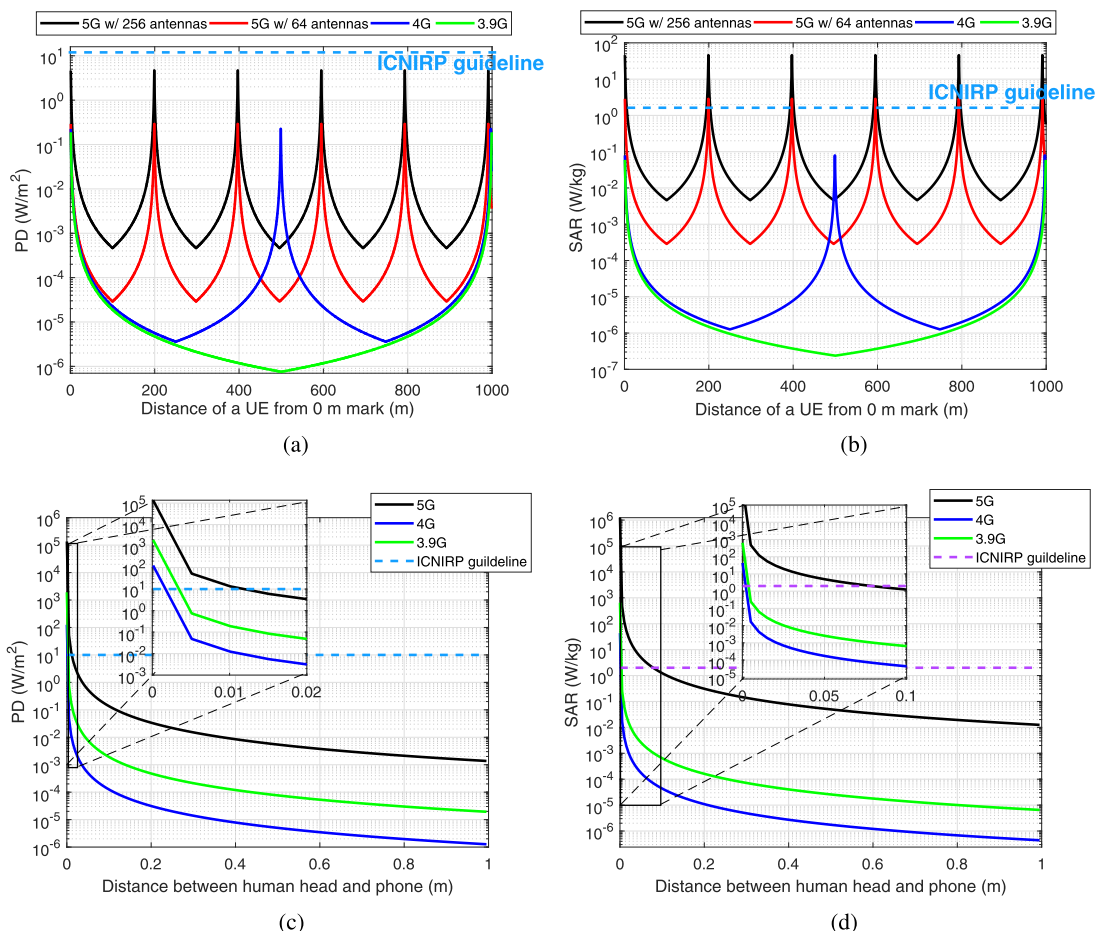 5G w/ 256 antennas 5G w/ 64 antennas 4G 3.9G
ICNIRP guideline
PD (W/m²)
10¹
10⁰
10⁻¹
10⁻²
10⁻³
10⁻⁴
10⁻⁵
10⁻⁶
0 200 400 600 800 1000
Distance of a UE from 0 m mark (m)
(a)
5G w/ 256 antennas 5G w/ 64 antennas 4G 3.9G
ICNIRP guideline
SAR (W/kg)
10²
10¹
10⁰
10⁻¹
10⁻²
10⁻³
10⁻⁴
10⁻⁵
10⁻⁶
10⁻⁷
0 200 400 600 800 1000
Distance of a UE from 0 m mark (m)
(b)
5G
4G
3.9G
ICNIRP guideline
PD (W/m²)
10⁶
10⁵
10⁴
10³
10²
10¹
10⁰
10⁻¹
10⁻²
10⁻³
10⁻⁴
10⁻⁵
10⁻⁶
0 0.2 0.4 0.6 0.8 1
10⁵
10⁴
10³
10²
10¹
10⁰
10⁻¹
10⁻²
10⁻³
0 0.01 0.02
Distance between human head and phone (m)
(c)
5G
4G
3.9G
ICNIRP guideline
SAR (W/kg)
10⁶
10⁵
10⁴
10³
10²
10¹
10⁰
10⁻¹
10⁻²
10⁻³
10⁻⁴
10⁻⁵
10⁻⁶
0 0.2 0.4 0.6 0.8 1
10⁵
10⁴
10³
10²
10¹
10⁰
10⁻¹
10⁻²
10⁻³
10⁻⁴
10⁻⁵
0 0.05 0.1
Distance between human head and phone (m)
(d)